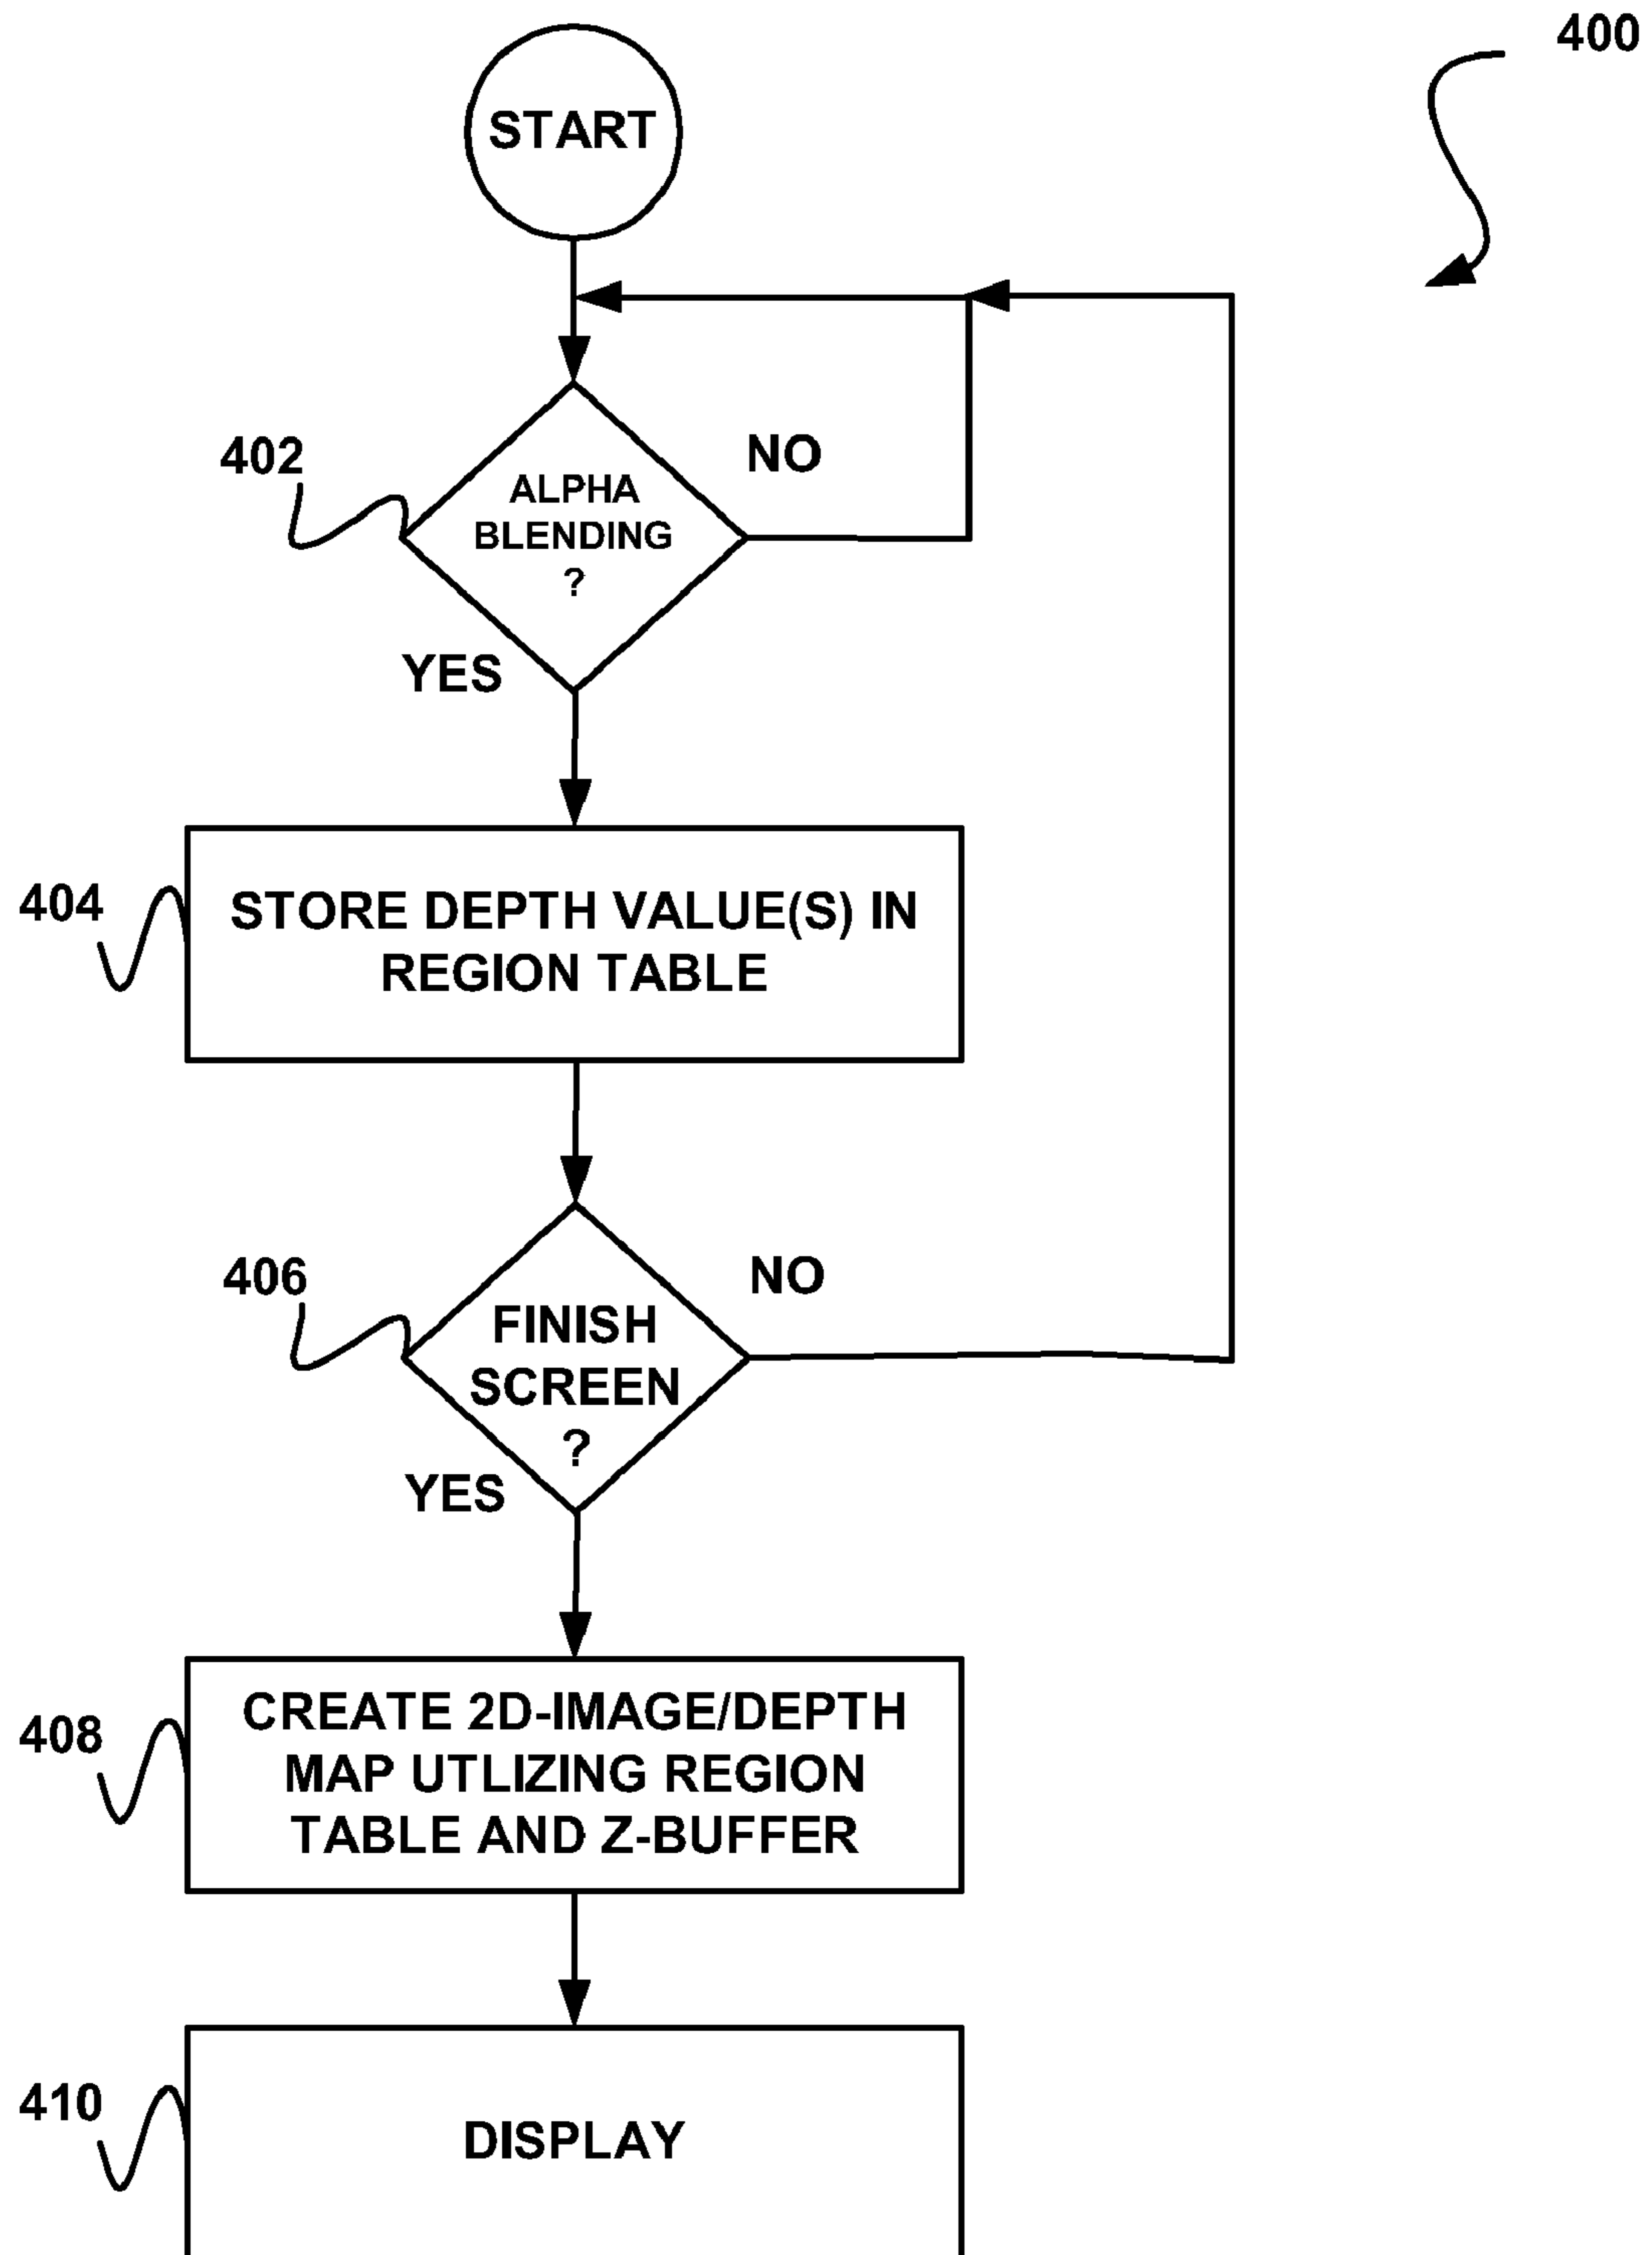 400
START
402
ALPHA
BLENDING
?
NO
YES
404
STORE DEPTH VALUE(S) IN
REGION TABLE
406
FINISH
SCREEN
?
NO
YES
408
CREATE 2D-IMAGE/DEPTH
MAP UTLIZING REGION
TABLE AND Z-BUFFER
410
DISPLAY